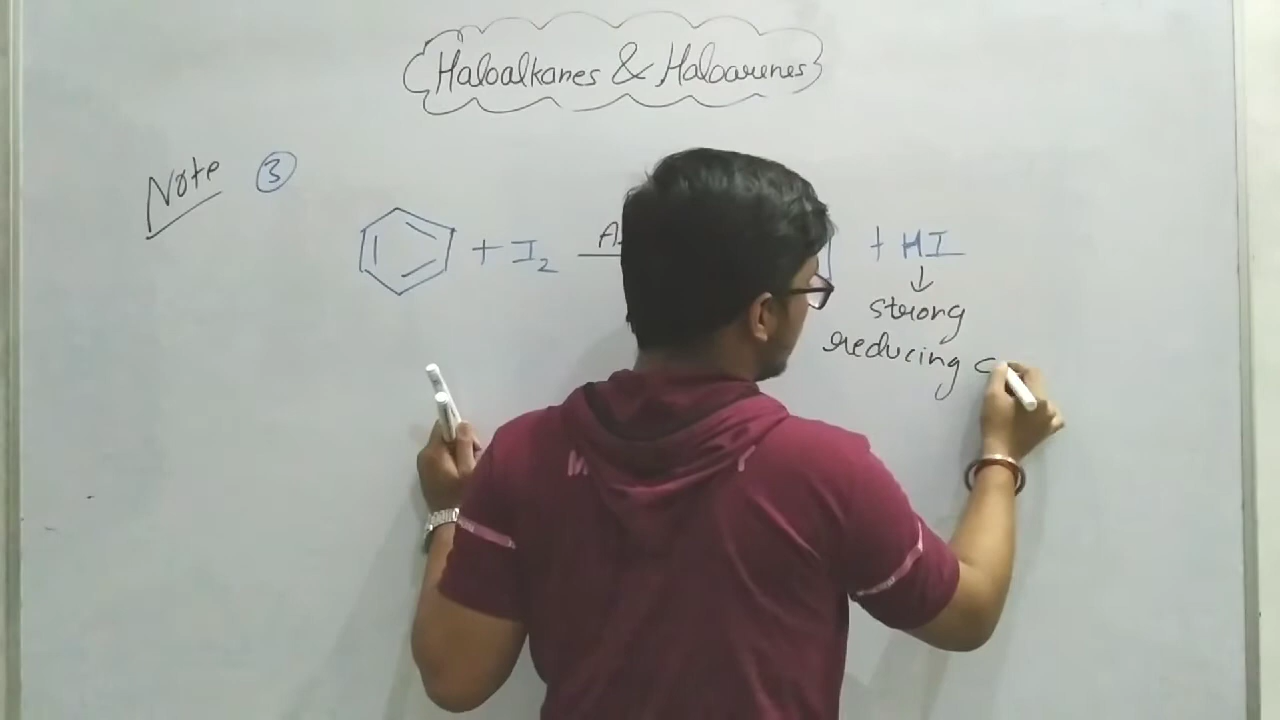 Haloalkanes & Haloarenes
Note ③
+ I₂ + HI
↓
strong
reducing